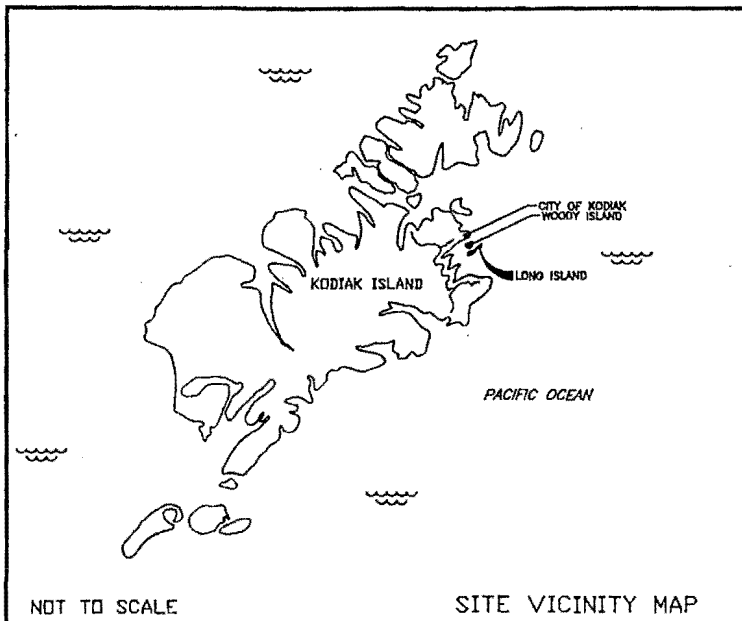 CITY OF KODIAK
WOODY ISLAND
LONG ISLAND
KODIAK ISLAND
PACIFIC OCEAN
NOT TO SCALE
SITE VICINITY MAP